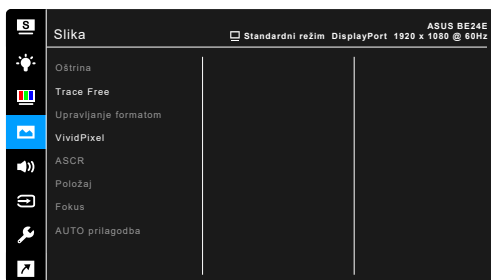 S
ASUS BE24E
Slika
Standardni režim DisplayPort 1920 x 1080 @ 60Hz
Oštrina
Trace Free
Upravljanje formatom
VividPixel
ASCR
Položaj
Fokus
AUTO prilagodba